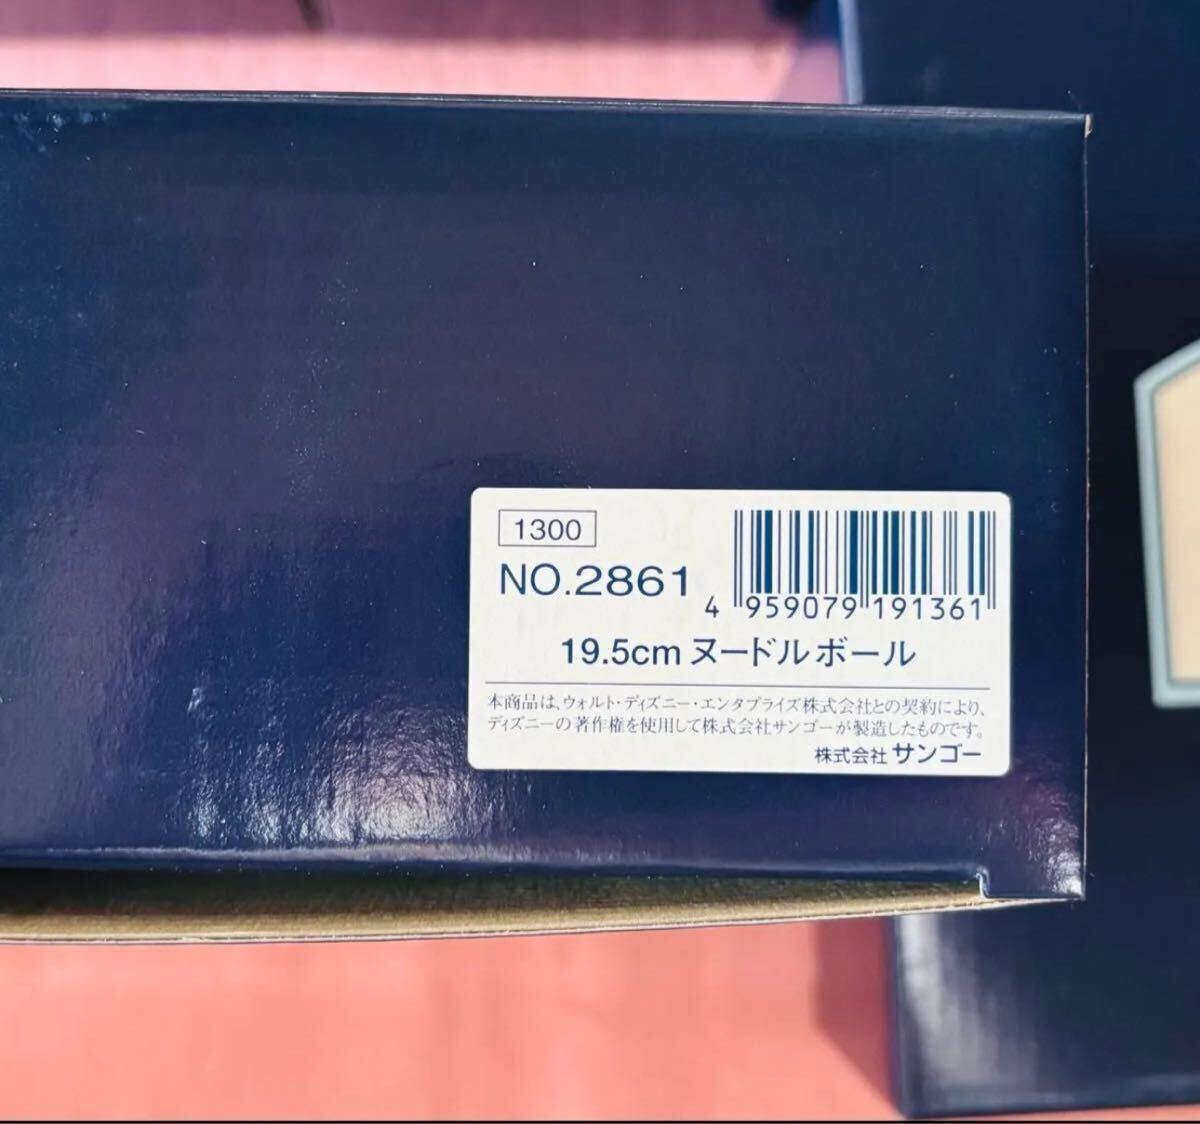 1300
NO.2861
4 959079 191361
19.5cm ヌードルボール
本商品は、ウォルト・ディズニー・エンタプライズ株式会社との契約により、
ディズニーの著作権を使用して株式会社サンゴーが製造したものです。
株式会社 サンゴー